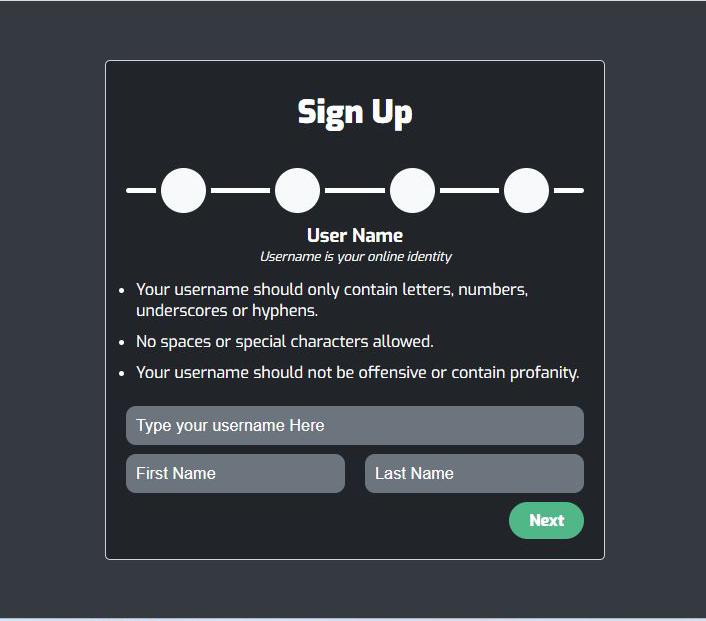 Sign Up
User Name
Username is your online identity
Your username should only contain letters, numbers,
underscores or hyphens.
No spaces or special characters allowed.
Your username should not be offensive or contain profanity.
Type your username Here
First Name
Last Name
Next